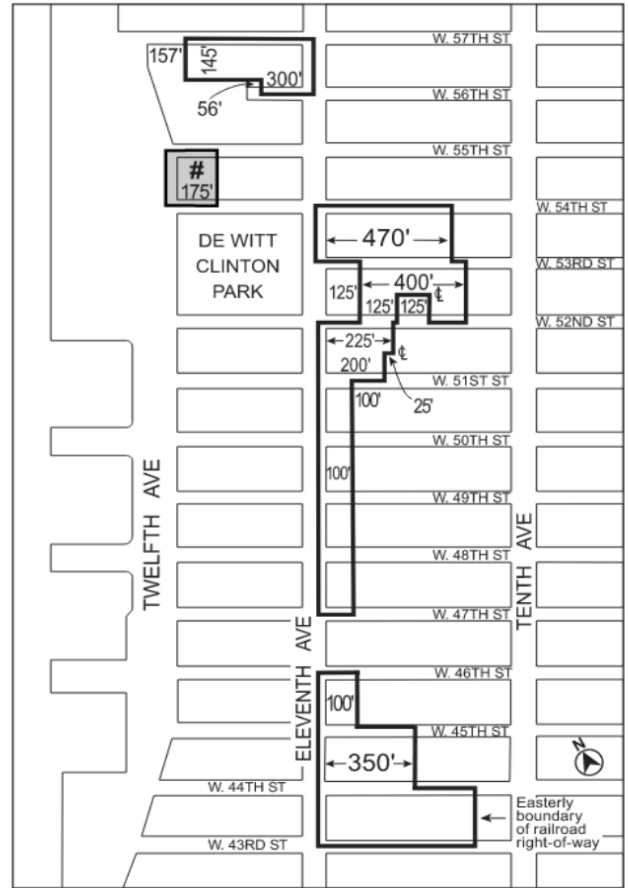 W. 57TH ST
157'
145'
300'
W. 56TH ST
56'
W. 55TH ST
#
175'
W. 54TH ST
DE WITT
CLINTON
PARK
470'
W. 53RD ST
400'
125'
125'
125'
℄
W. 52ND ST
225'
℄
200'
W. 51ST ST
100'
25'
W. 50TH ST
100'
W. 49TH ST
TWELFTH AVE
TENTH AVE
W. 48TH ST
W. 47TH ST
ELEVENTH AVE
W. 46TH ST
100'
W. 45TH ST
N
350'
W. 44TH ST
Easterly
boundary
of railroad
right-of-way
W. 43RD ST